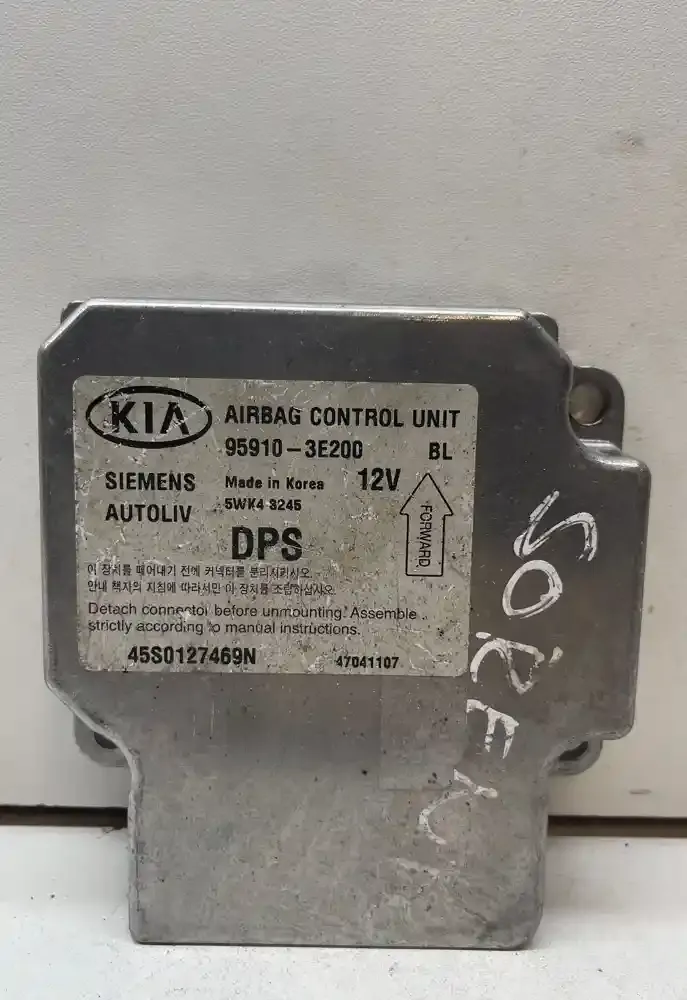 KIA AIRBAG CONTROL UNIT
95910-3E200 BL
SIEMENS Made in Korea 12V
AUTOLIV 5WK4 3245
FORWARD
DPS
이 장치를 떼어내기 전에 커넥터를 분리시키십시오.
안내 책자의 지침에 따라서만 이 장치를 조립하십시오.
Detach connector before unmounting. Assemble
strictly according to manual instructions.
45S0127469N 47041107